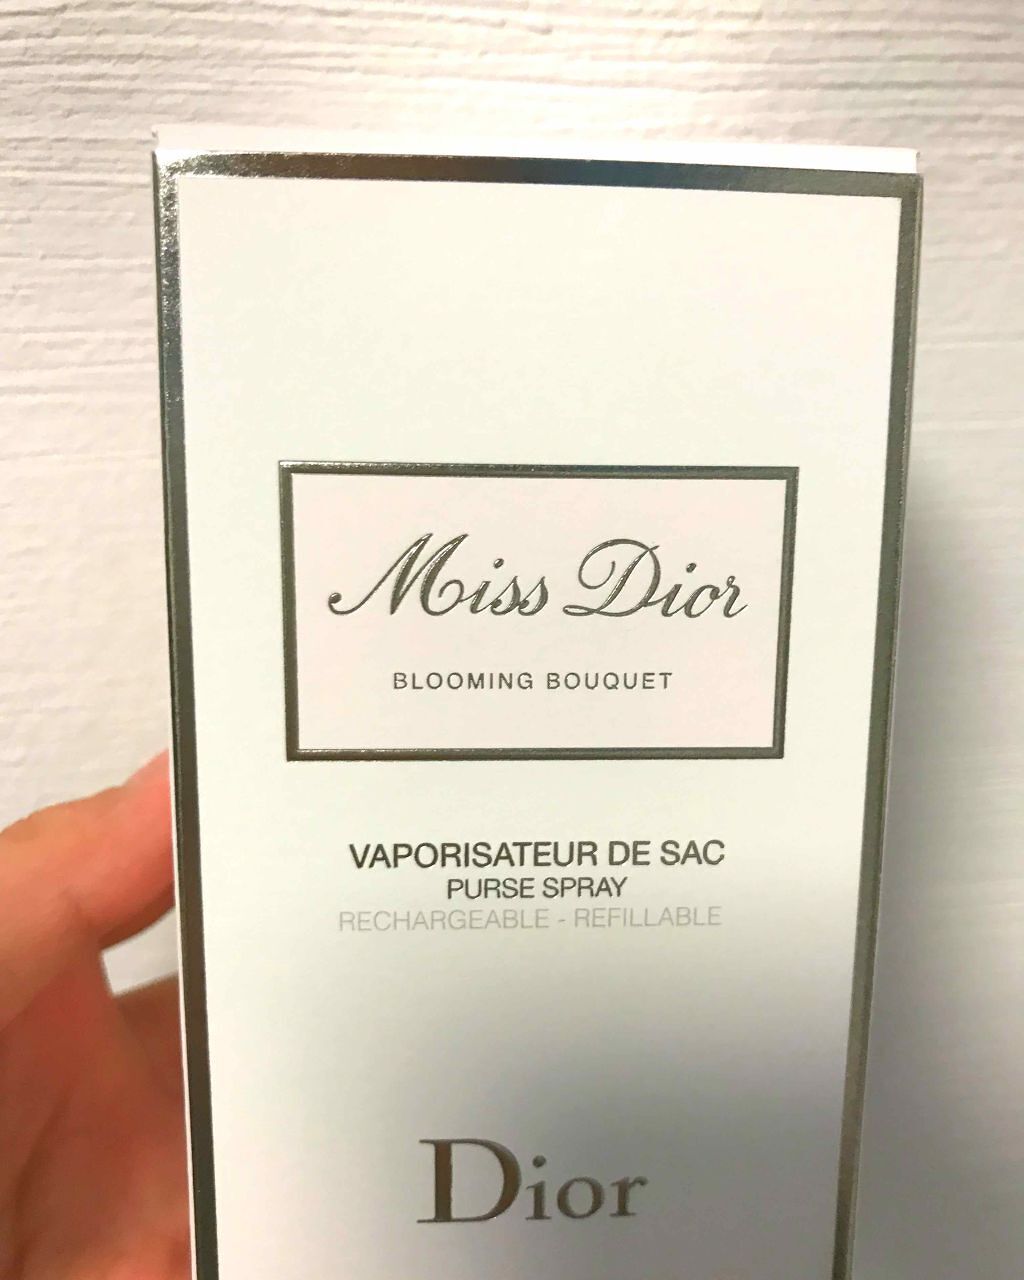 Miss Dior
BLOOMING BOUQUET
VAPORISATEUR DE SAC
PURSE SPRAY
RECHARGEABLE - REFILLABLE
Dior